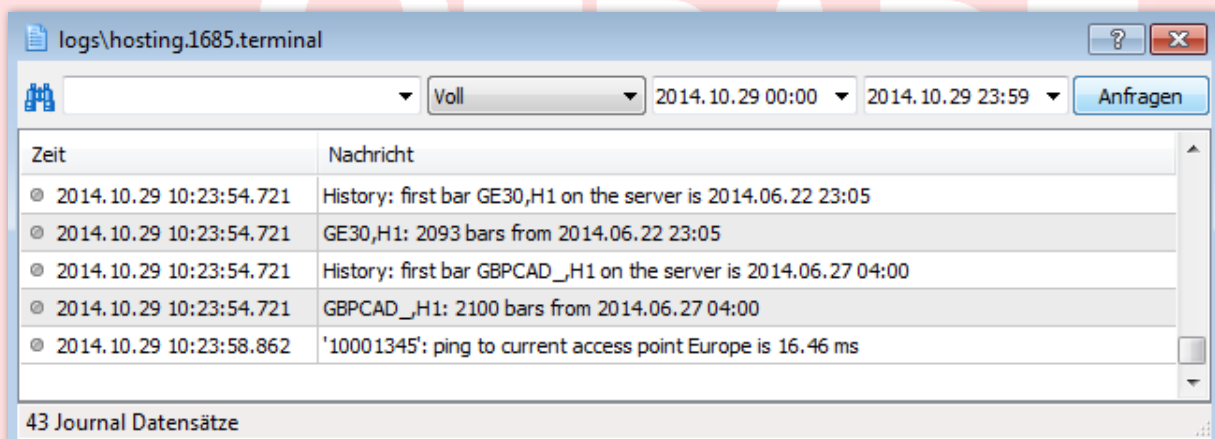 logs\hosting.1685.terminal
Voll 2014.10.29 00:00 2014.10.29 23:59 Anfragen
Zeit Nachricht
2014.10.29 10:23:54.721 History: first bar GE30,H1 on the server is 2014.06.22 23:05
2014.10.29 10:23:54.721 GE30,H1: 2093 bars from 2014.06.22 23:05
2014.10.29 10:23:54.721 History: first bar GBPCAD_,H1 on the server is 2014.06.27 04:00
2014.10.29 10:23:54.721 GBPCAD_,H1: 2100 bars from 2014.06.27 04:00
2014.10.29 10:23:58.862 '10001345': ping to current access point Europe is 16.46 ms
43 Journal Datensätze